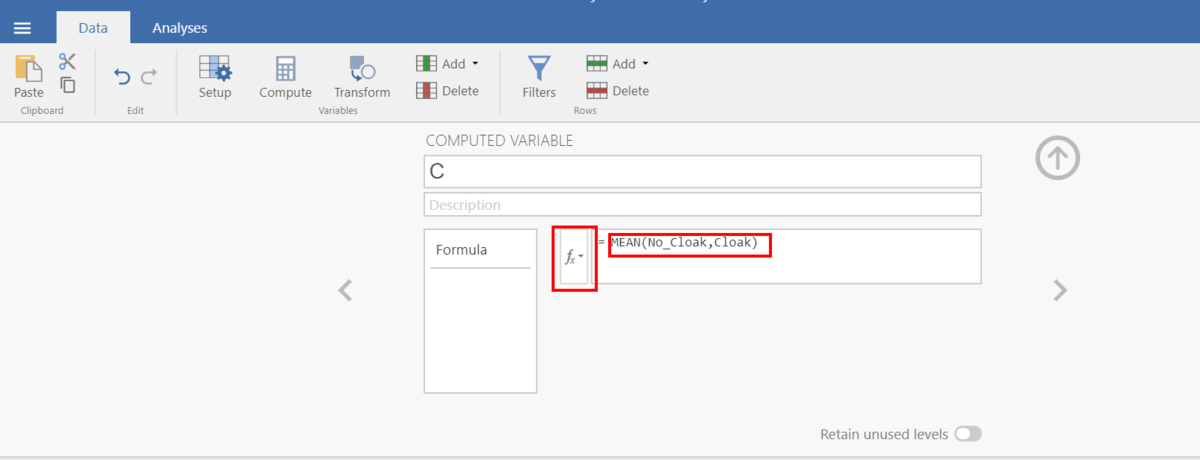 Data Analyses
Paste Setup Compute Transform Add Delete Filters Add Delete
Clipboard Edit Variables Rows
COMPUTED VARIABLE
C
Description
Formula
fx
= MEAN(No_Cloak,Cloak)
Retain unused levels